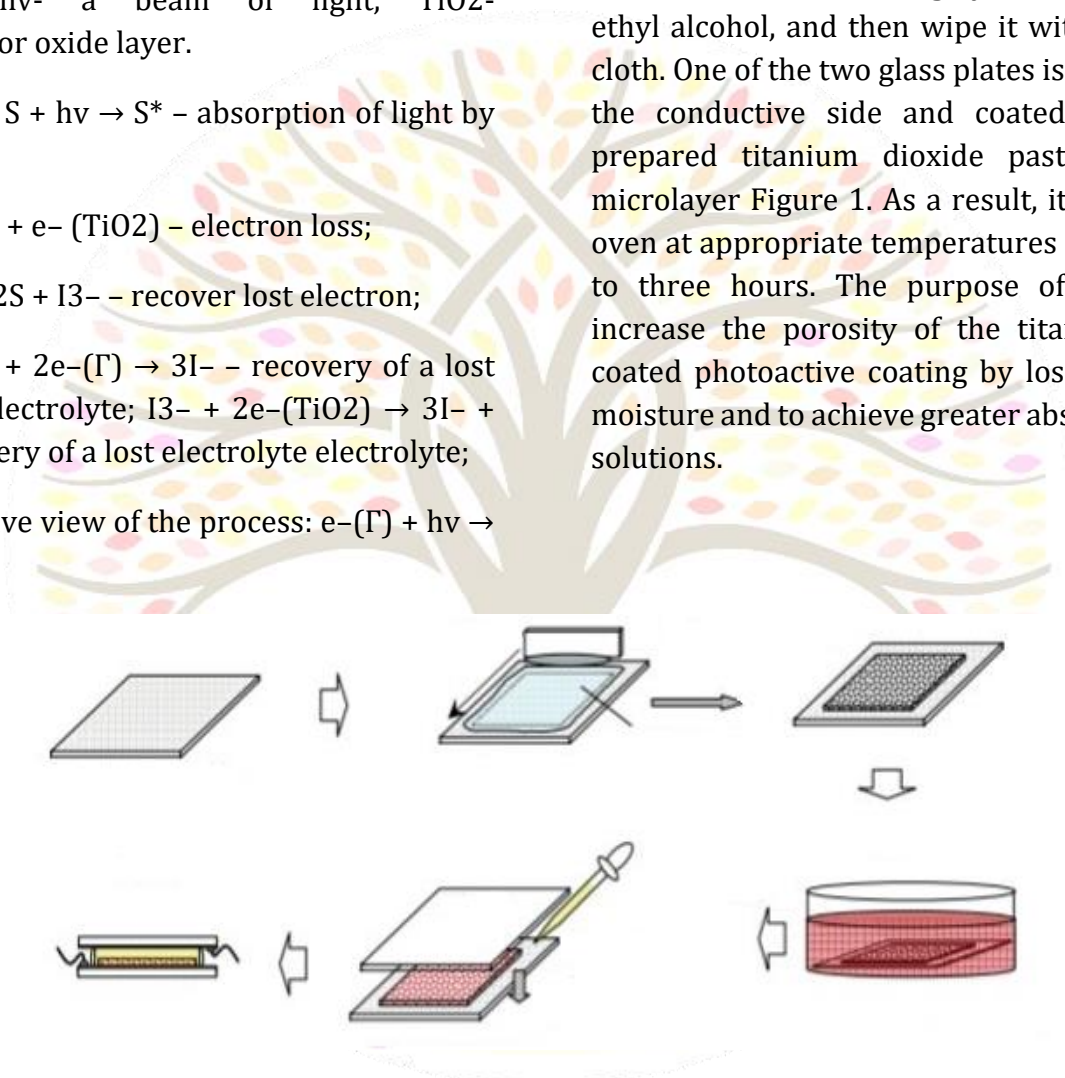 hv- a beam of light; TiO2-
or oxide layer.
S + hv → S* – absorption of light by
+ e– (TiO2) – electron loss;
2S + I3– – recover lost electron;
+ 2e–(Γ) → 3I– – recovery of a lost
electrolyte; I3– + 2e–(TiO2) → 3I– +
ery of a lost electrolyte electrolyte;
ve view of the process: e–(Γ) + hv →
ethyl alcohol, and then wipe it wit
cloth. One of the two glass plates is
the conductive side and coated
prepared titanium dioxide past
microlayer Figure 1. As a result, it
oven at appropriate temperatures
to three hours. The purpose of
increase the porosity of the titan
coated photoactive coating by los
moisture and to achieve greater abs
solutions.